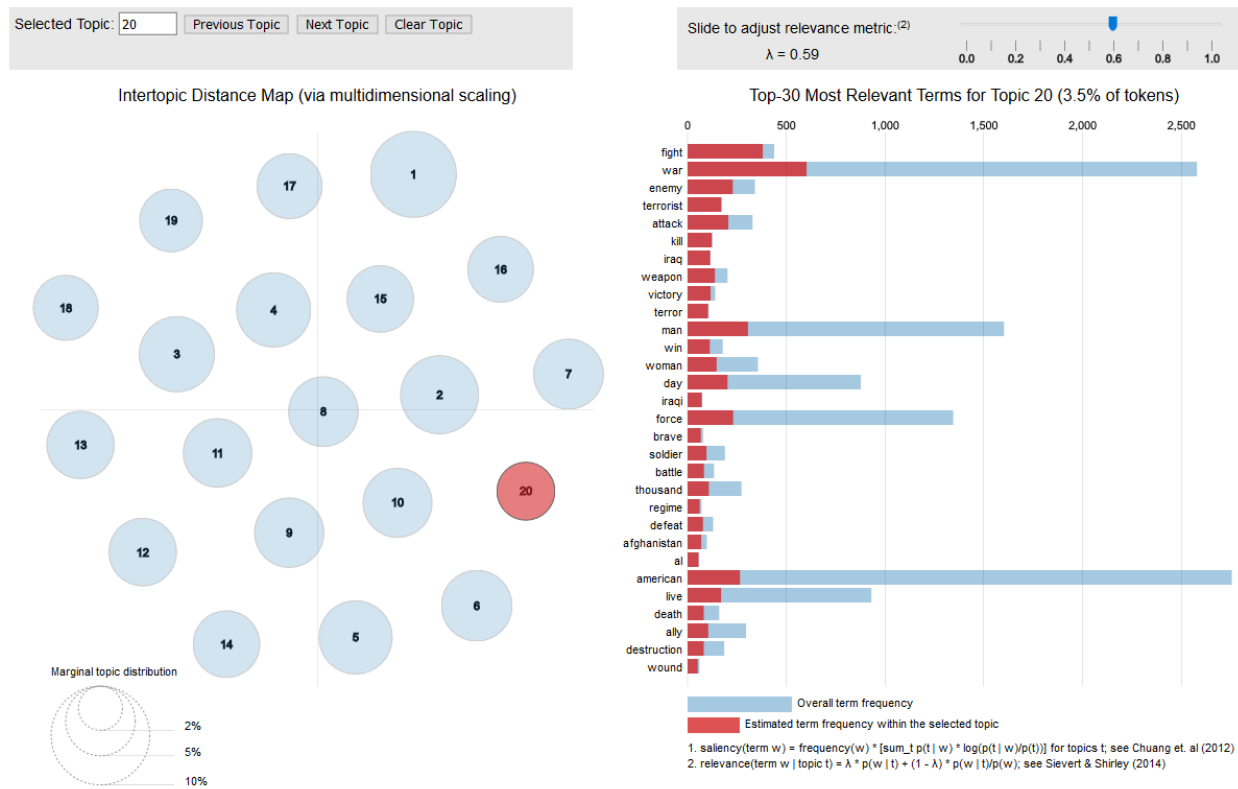 Selected Topic: 20 Previous Topic Next Topic Clear Topic
Slide to adjust relevance metric:(2)
λ = 0.59
0.0 0.2 0.4 0.6 0.8 1.0
Intertopic Distance Map (via multidimensional scaling)
1
17
19
16
15
4
18
3
7
2
8
13
11
20
10
9
12
6
5
14
Marginal topic distribution
2%
5%
10%
Top-30 Most Relevant Terms for Topic 20 (3.5% of tokens)
0 500 1,000 1,500 2,000 2,500
fight
war
enemy
terrorist
attack
kill
iraq
weapon
victory
terror
man
win
woman
day
iraqi
force
brave
soldier
battle
thousand
regime
defeat
afghanistan
al
american
live
death
ally
destruction
wound
Overall term frequency
Estimated term frequency within the selected topic
1. saliency(term w) = frequency(w) * [sum_t p(t | w) * log(p(t | w)/p(t))] for topics t; see Chuang et. al (2012)
2. relevance(term w | topic t) = λ * p(w | t) + (1 - λ) * p(w | t)/p(w); see Sievert & Shirley (2014)